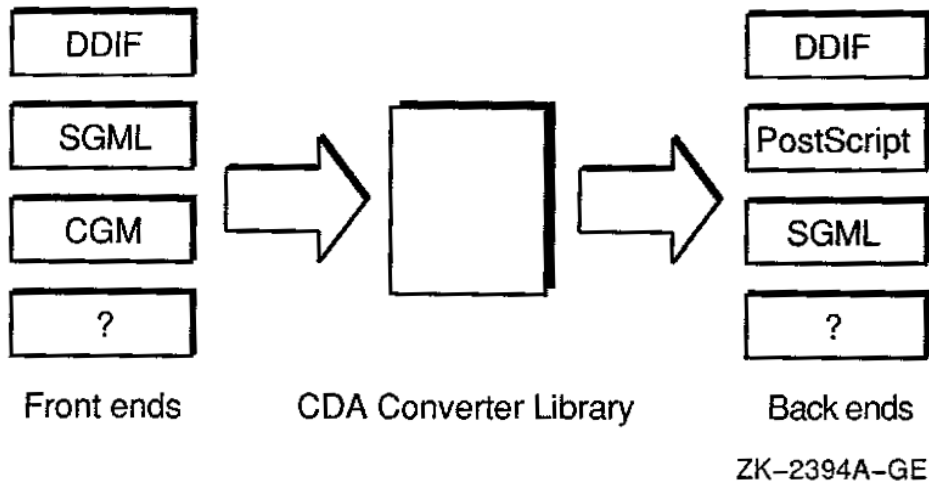 DDIF
SGML
CGM
?
Front ends
CDA Converter Library
DDIF
PostScript
SGML
?
Back ends
ZK-2394A-GE